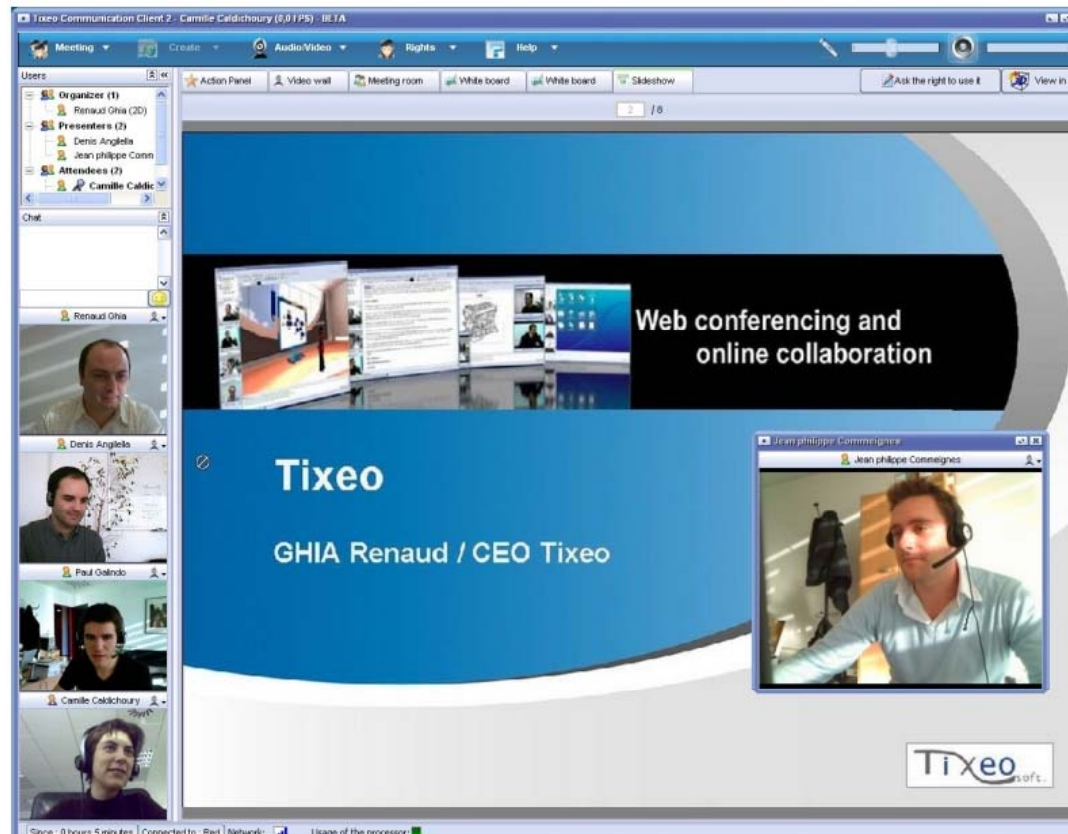 Tixeo Communication Client 2 - Camille Caldichoury (0,0 FPS) - BETA
Meeting Create Audio/Video Rights Help
Users
Action Panel Video wall Meeting room White board White board Slideshow Ask the right to use it View in
2 / 8
Organizer (1)
Renaud Ghia (2D)
Presenters (2)
Denis Angilella
Jean philippe Comm
Attendees (2)
Camille Caldic
Chat
Renaud Ghia
Denis Angilella
Paul Galindo
Camille Caldichoury
Web conferencing and
online collaboration
Tixeo
GHIA Renaud / CEO Tixeo
Jean philippe Commeignes
Jean philippe Commeignes
Tixeo
soft.
Since : 0 hours 5 minutes Connected to : Red Network: Usage of the processor: